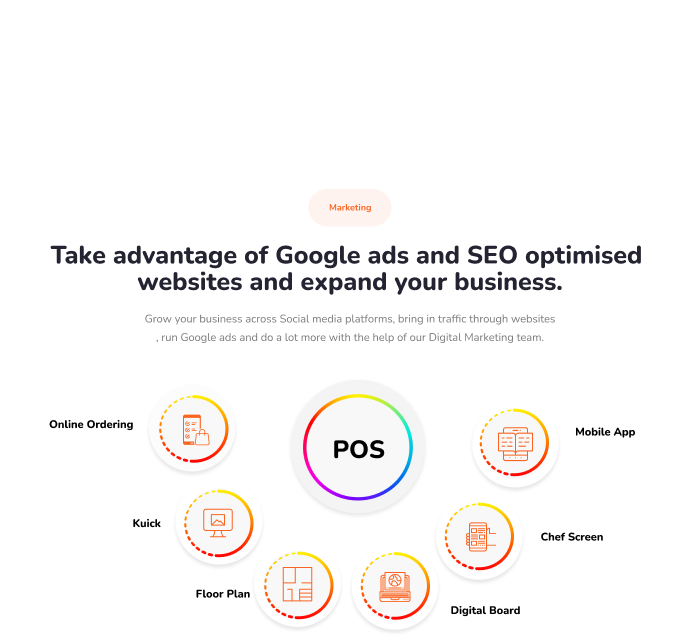 Marketing
Take advantage of Google ads and SEO optimised
websites and expand your business.
Grow your business across Social media platforms, bring in traffic through websites
, run Google ads and do a lot more with the help of our Digital Marketing team.
Online Ordering
POS
Mobile App
Kuick
Chef Screen
Floor Plan
Digital Board